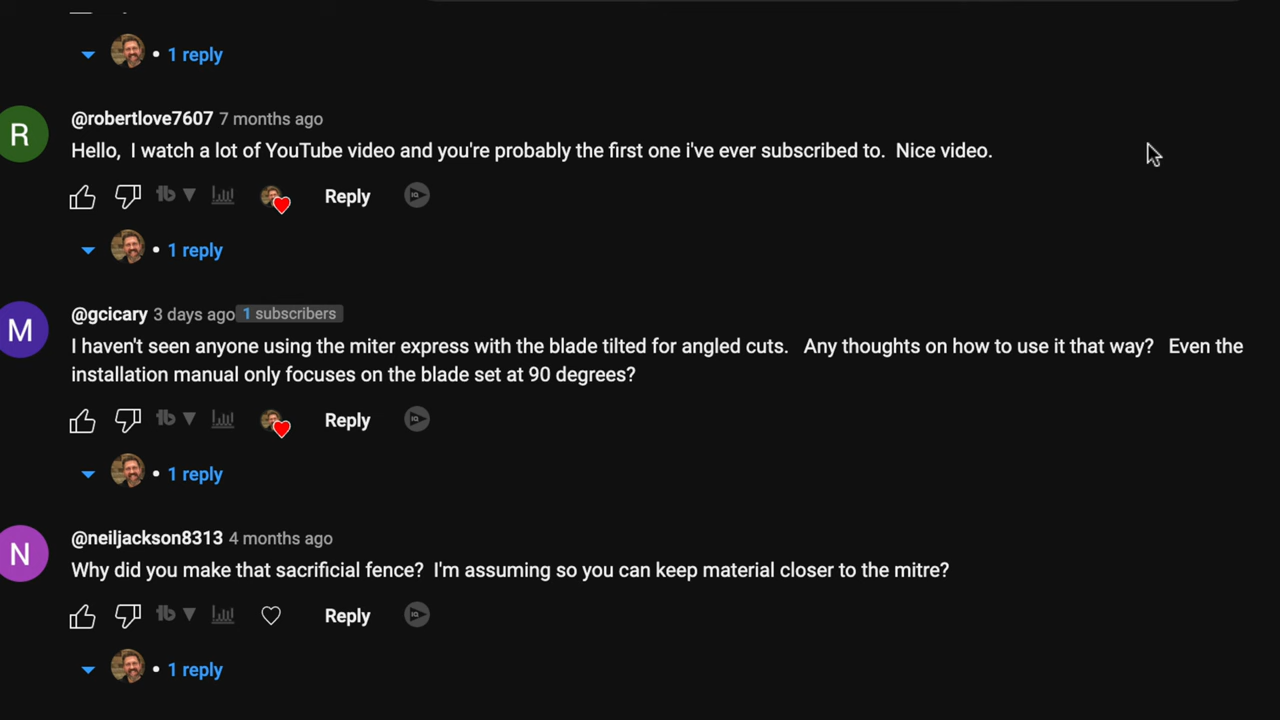 1 reply
R
@robertlove7607 7 months ago
Hello, I watch a lot of YouTube video and you're probably the first one i've ever subscribed to. Nice video.
Reply
1 reply
M
@gcicary 3 days ago 1 subscribers
I haven't seen anyone using the miter express with the blade tilted for angled cuts. Any thoughts on how to use it that way? Even the
installation manual only focuses on the blade set at 90 degrees?
Reply
1 reply
N
@neiljackson8313 4 months ago
Why did you make that sacrificial fence? I'm assuming so you can keep material closer to the mitre?
Reply
1 reply